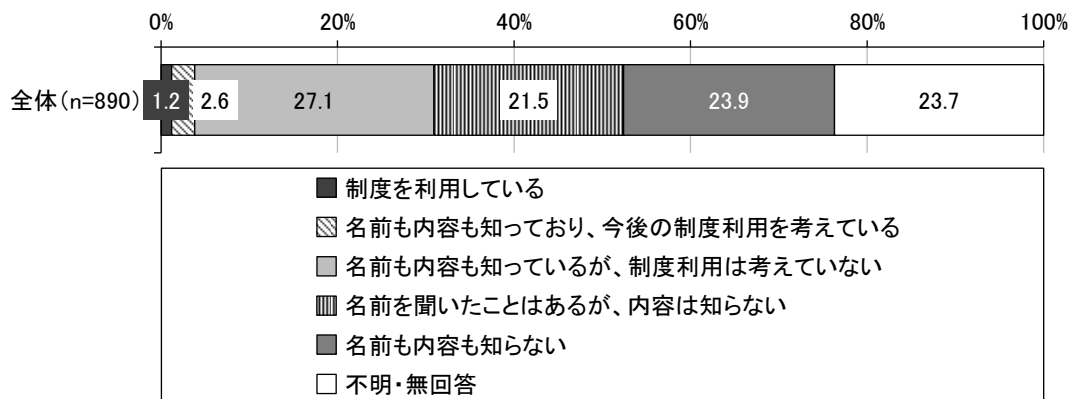 0% 20% 40% 60% 80% 100%
全体(n=890) 1.2 2.6 27.1 21.5 23.9 23.7
制度を利用している
名前も内容も知っており、今後の制度利用を考えている
名前も内容も知っているが、制度利用は考えていない
名前を聞いたことはあるが、内容は知らない
名前も内容も知らない
不明・無回答